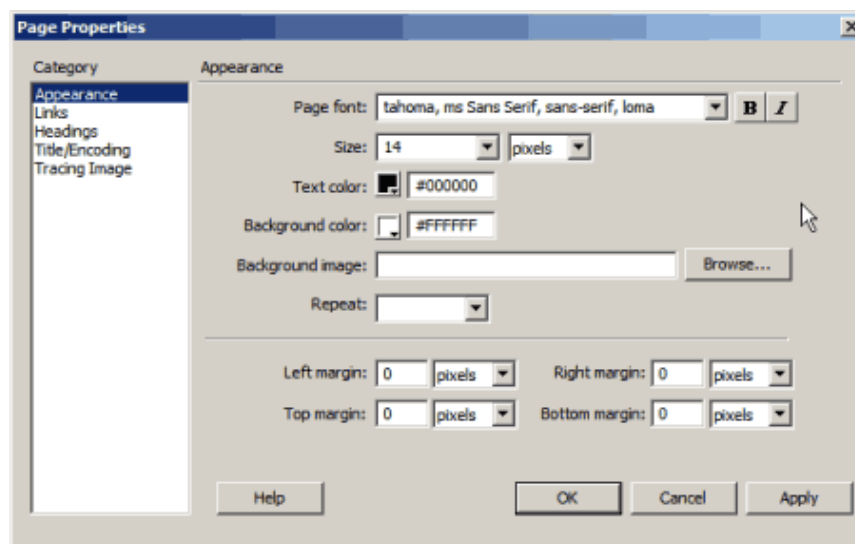 Page Properties
Category
Appearance
Links
Headings
Title/Encoding
Tracing Image
Appearance
Page font: tahoma, ms Sans Serif, sans-serif, loma B I
Size: 14 pixels
Text color: #000000
Background color: #FFFFFF
Background image: Browse...
Repeat:
Left margin: 0 pixels Right margin: 0 pixels
Top margin: 0 pixels Bottom margin: 0 pixels
Help OK Cancel Apply